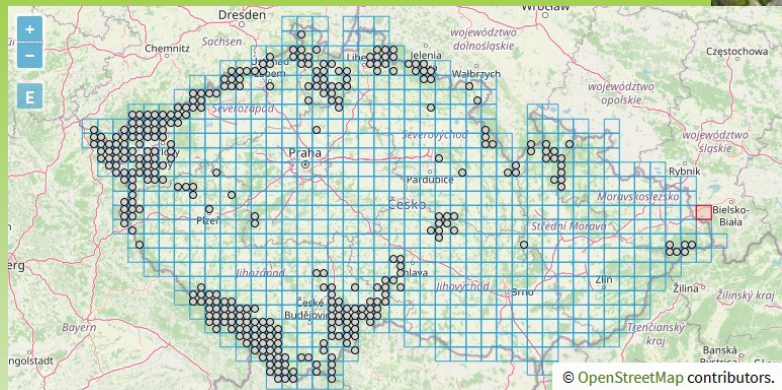 Wrocław
Dresden
+
Sachsen
Chemnitz
Jelenia
województwo
dolnośląskie
Częstochowa
−
Wałbrzych
E
województwo
opolskie
Severozápad
Severovýchod
województwo
śląskie
Praha
Rybnik
Pardubice
Moravskoslezsko
Česko
Bielsko-
Biała
Plzeň
Střední Morava
Jihozápad
Jihovýchod
Brno
Zlín
Žilina
Žilinský kraj
České
Budějovice
Bayern
Trenčiansky
kraj
Banská
ngolstadt
© OpenStreetMap contributors.